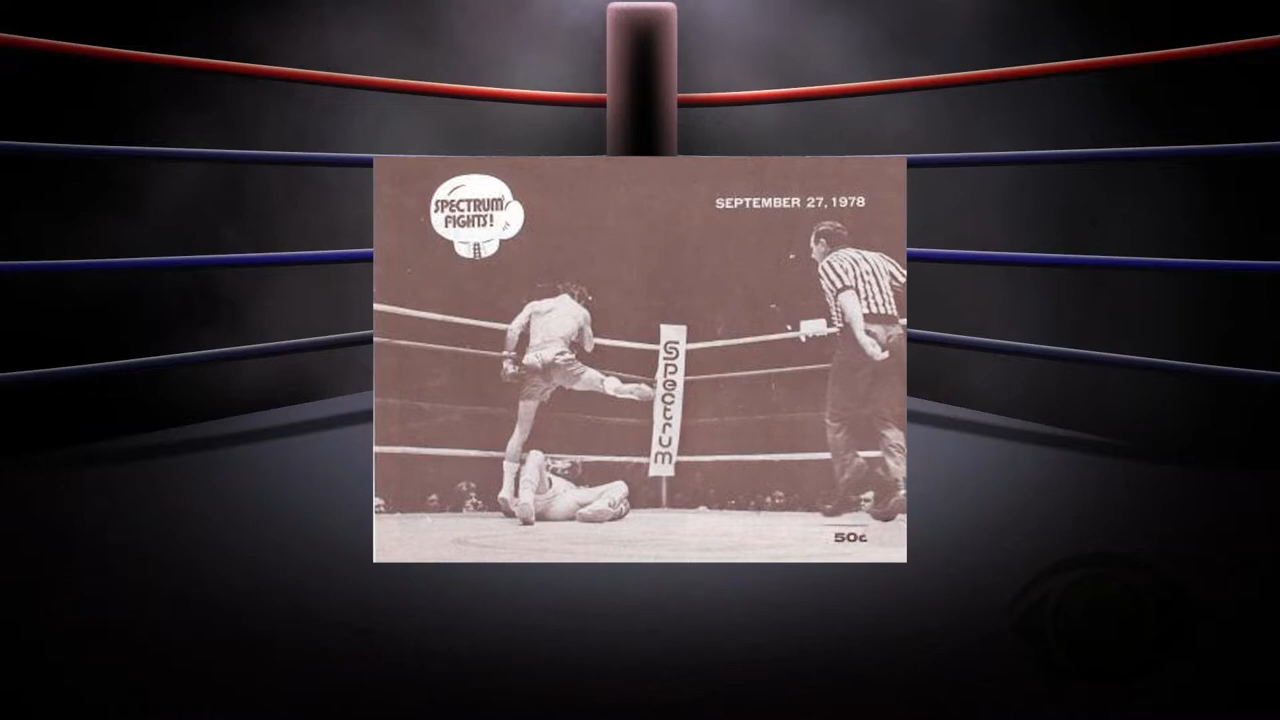 SPECTRUM
FIGHTS!
SEPTEMBER 27, 1978
Spectrum
50¢